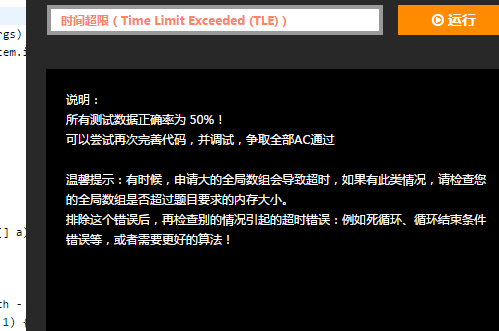 时间超限（Time Limit Exceeded (TLE)）
运行
rgs)
tem.i
说明：
所有测试数据正确率为 50%！
可以尝试再次完善代码，并调试，争取全部AC通过
温馨提示：有时候，申请大的全局数组会导致超时，如果有此类情况，请检查您
的全局数组是否超过题目要求的内存大小。
排除这个错误后，再检查别的情况引起的超时错误：例如死循环、循环结束条件
[] a)
错误等，或者需要更好的算法！
th -
1) {